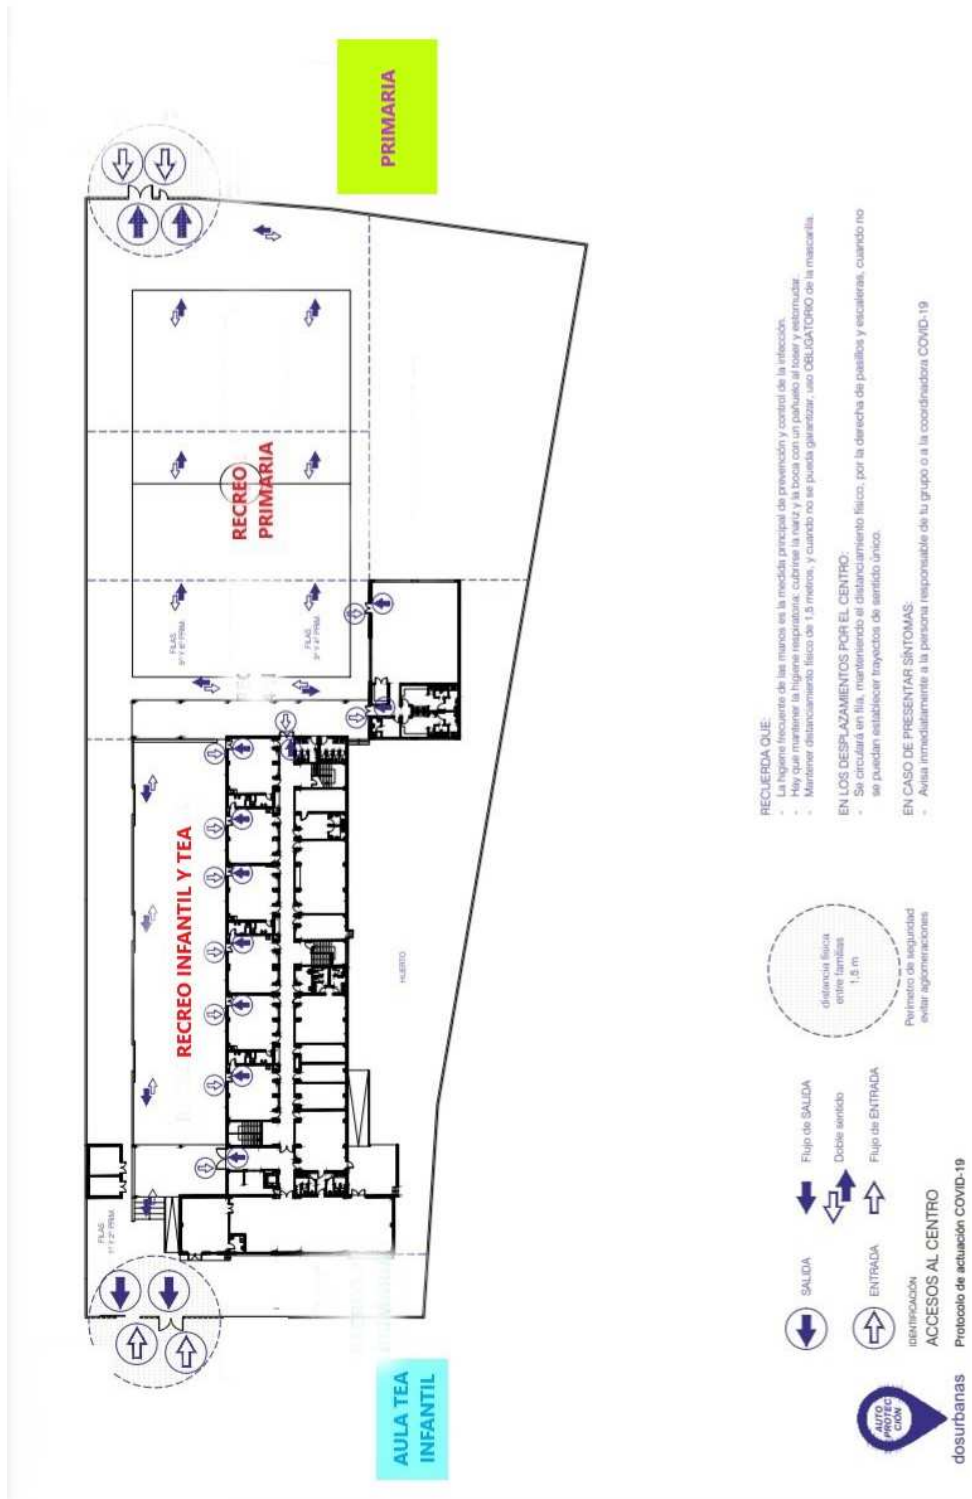 PRIMARIA
RECREO
PRIMARIA
FILAS
5º Y 6º PRIM.
FILAS
3º Y 4º PRIM.
RECREO INFANTIL Y TEA
HUERTO
FILAS
1º Y 2º PRIM.
AULA TEA
INFANTIL
RECUERDA QUE:
- La higiene frecuente de las manos es la medida principal de prevención y control de la infección.
- Hay que mantener la higiene respiratoria: cubrirse la nariz y la boca con un pañuelo al toser y estornudar.
- Mantener distanciamiento físico de 1,5 metros, y cuando no se pueda garantizar, uso OBLIGATORIO de la mascarilla.
EN LOS DESPLAZAMIENTOS POR EL CENTRO:
- Se circulará en fila, manteniendo el distanciamiento físico, por la derecha de pasillos y escaleras, cuando no
se puedan establecer trayectos de sentido único.
EN CASO DE PRESENTAR SÍNTOMAS:
- Avisa inmediatamente a la persona responsable de tu grupo o a la coordinadora COVID-19
distancia física
entre familias
1,5 m
Perímetro de seguridad
evitar aglomeraciones
SALIDA
Flujo de SALIDA
Doble sentido
ENTRADA
Flujo de ENTRADA
IDENTIFICACIÓN
ACCESOS AL CENTRO
Protocolo de actuación COVID-19
AUTO
PROTEC
CIÓN
dosurbanas